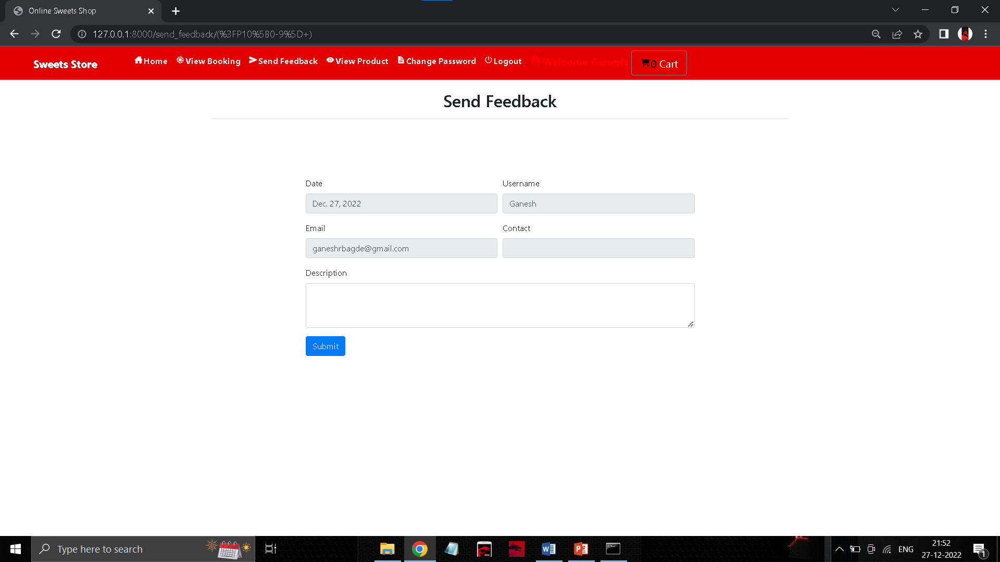 Online Sweets Shop
127.0.0.1:8000/send_feedback/(%3FP10%5B0-9%5D+)
Sweets Store
Home
View Booking
Send Feedback
View Product
Change Password
Logout
Welcome Ganesh
0 Cart
Send Feedback
Date
Username
Dec. 27, 2022
Ganesh
Email
Contact
ganeshrbagde@gmail.com
Description
Submit
Type here to search
ENG
21:52
27-12-2022
1